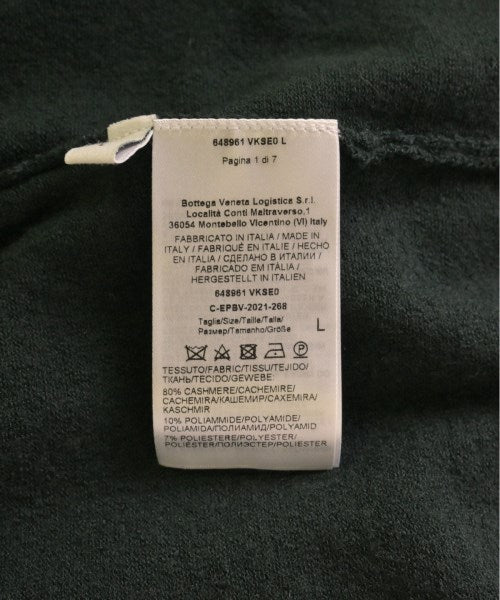 648961 VKSE0 L
Pagina 1 di 7
Bottega Veneta Logistica S.r.l.
Località Conti Maltraverso,1
36054 Montebello Vicentino (VI) Italy
FABBRICATO IN ITALIA / MADE IN
ITALY / FABRIQUÉ EN ITALIE / HECHO
EN ITALIA / СДЕЛАНО В ИТАЛИИ /
FABRICADO EM ITÁLIA /
HERGESTELLT IN ITALIEN
648961 VKSE0
C-EPBV-2021-268
Taglia/Size/Taille/Talla/
Размер/Tamanho/Größe
L
P
TESSUTO/FABRIC/TISSU/TEJIDO/
ТКАНЬ/TECIDO/GEWEBE:
80% CASHMERE/CACHEMIRE/
CACHEMIRA/КАШЕМИР/CAXEMIRA/
KASCHMIR
10% POLIAMMIDE/POLYAMIDE/
POLIAMIDA/ПОЛИАМИД/POLYAMID
7% POLIESTERE/POLYESTER/
POLIÉSTER/ПОЛИЭСТЕР/POLIESTER